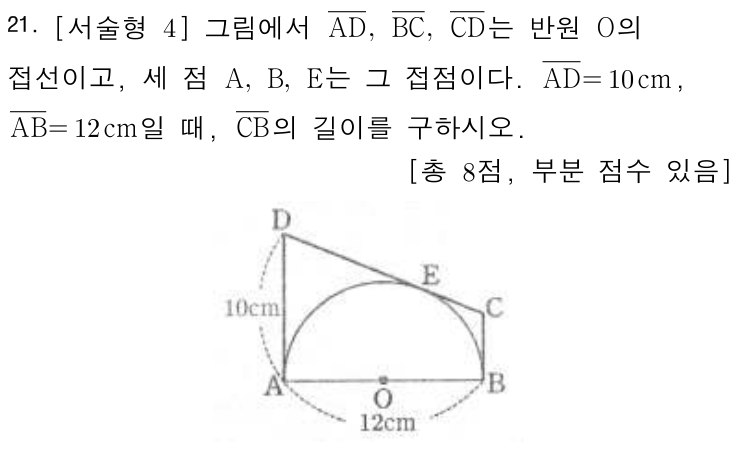 21. [서술형 4] 그림에서 AD, BC, CD는 반원 O의
접선이고, 세 점 A, B, E는 그 접점이다. AD= 10cm,
AB= 12cm일 때, CB의 길이를 구하시오.
[총 8점, 부분 점수 있음]
D
E
10cm
C
A
O
B
12cm